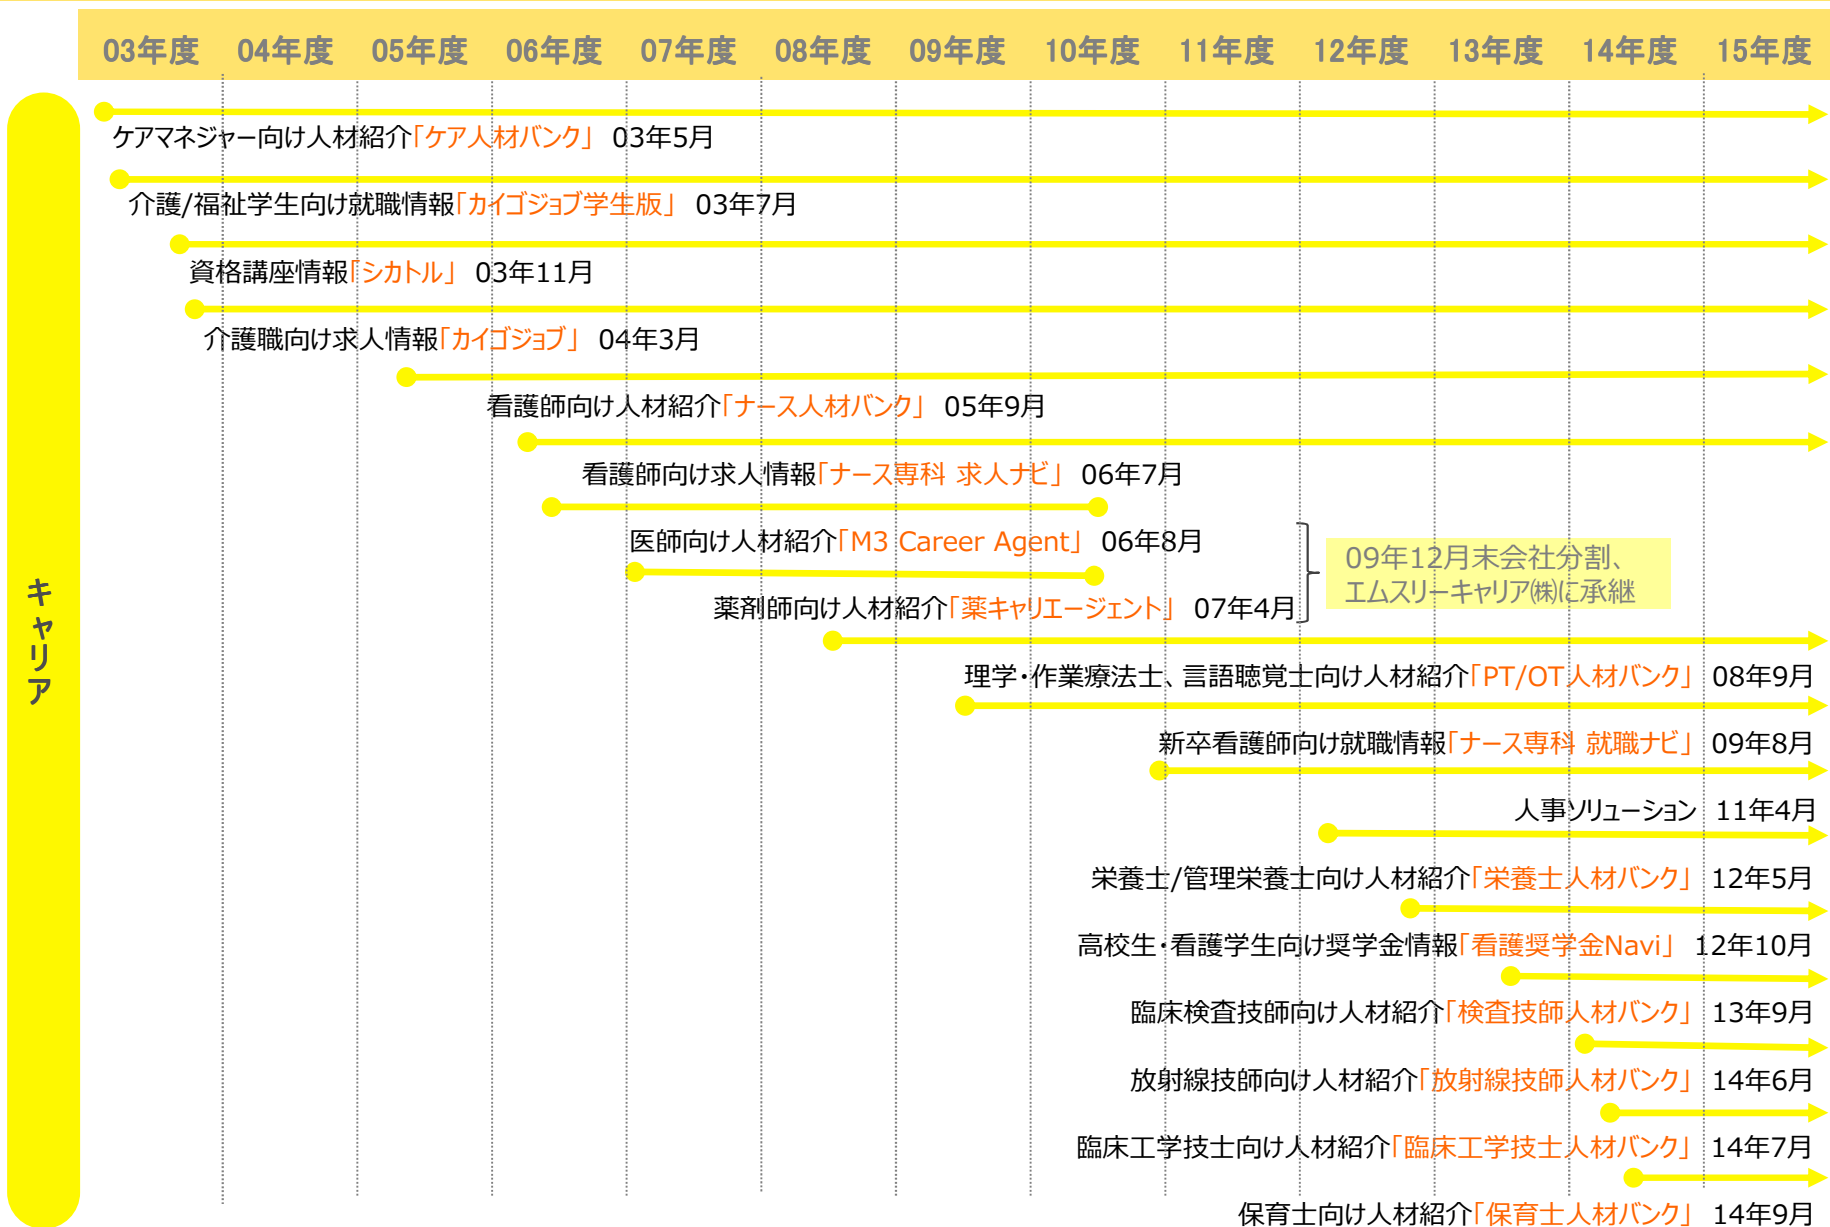 03年度 04年度 05年度 06年度 07年度 08年度 09年度 10年度 11年度 12年度 13年度 14年度 15年度
キャリア
ケアマネジャー向け人材紹介「ケア人材バンク」 03年5月
介護/福祉学生向け就職情報「カイゴジョブ学生版」 03年7月
資格講座情報「シカトル」 03年11月
介護職向け求人情報「カイゴジョブ」 04年3月
看護師向け人材紹介「ナース人材バンク」 05年9月
看護師向け求人情報「ナース専科 求人ナビ」 06年7月
医師向け人材紹介「M3 Career Agent」 06年8月
薬剤師向け人材紹介「薬キャリエージェント」 07年4月
09年12月末会社分割、
エムスリーキャリア㈱に承継
理学・作業療法士、言語聴覚士向け人材紹介「PT/OT人材バンク」 08年9月
新卒看護師向け就職情報「ナース専科 就職ナビ」 09年8月
人事ソリューション 11年4月
栄養士/管理栄養士向け人材紹介「栄養士人材バンク」 12年5月
高校生・看護学生向け奨学金情報「看護奨学金Navi」 12年10月
臨床検査技師向け人材紹介「検査技師人材バンク」 13年9月
放射線技師向け人材紹介「放射線技師人材バンク」 14年6月
臨床工学技士向け人材紹介「臨床工学技士人材バンク」 14年7月
保育士向け人材紹介「保育士人材バンク」 14年9月